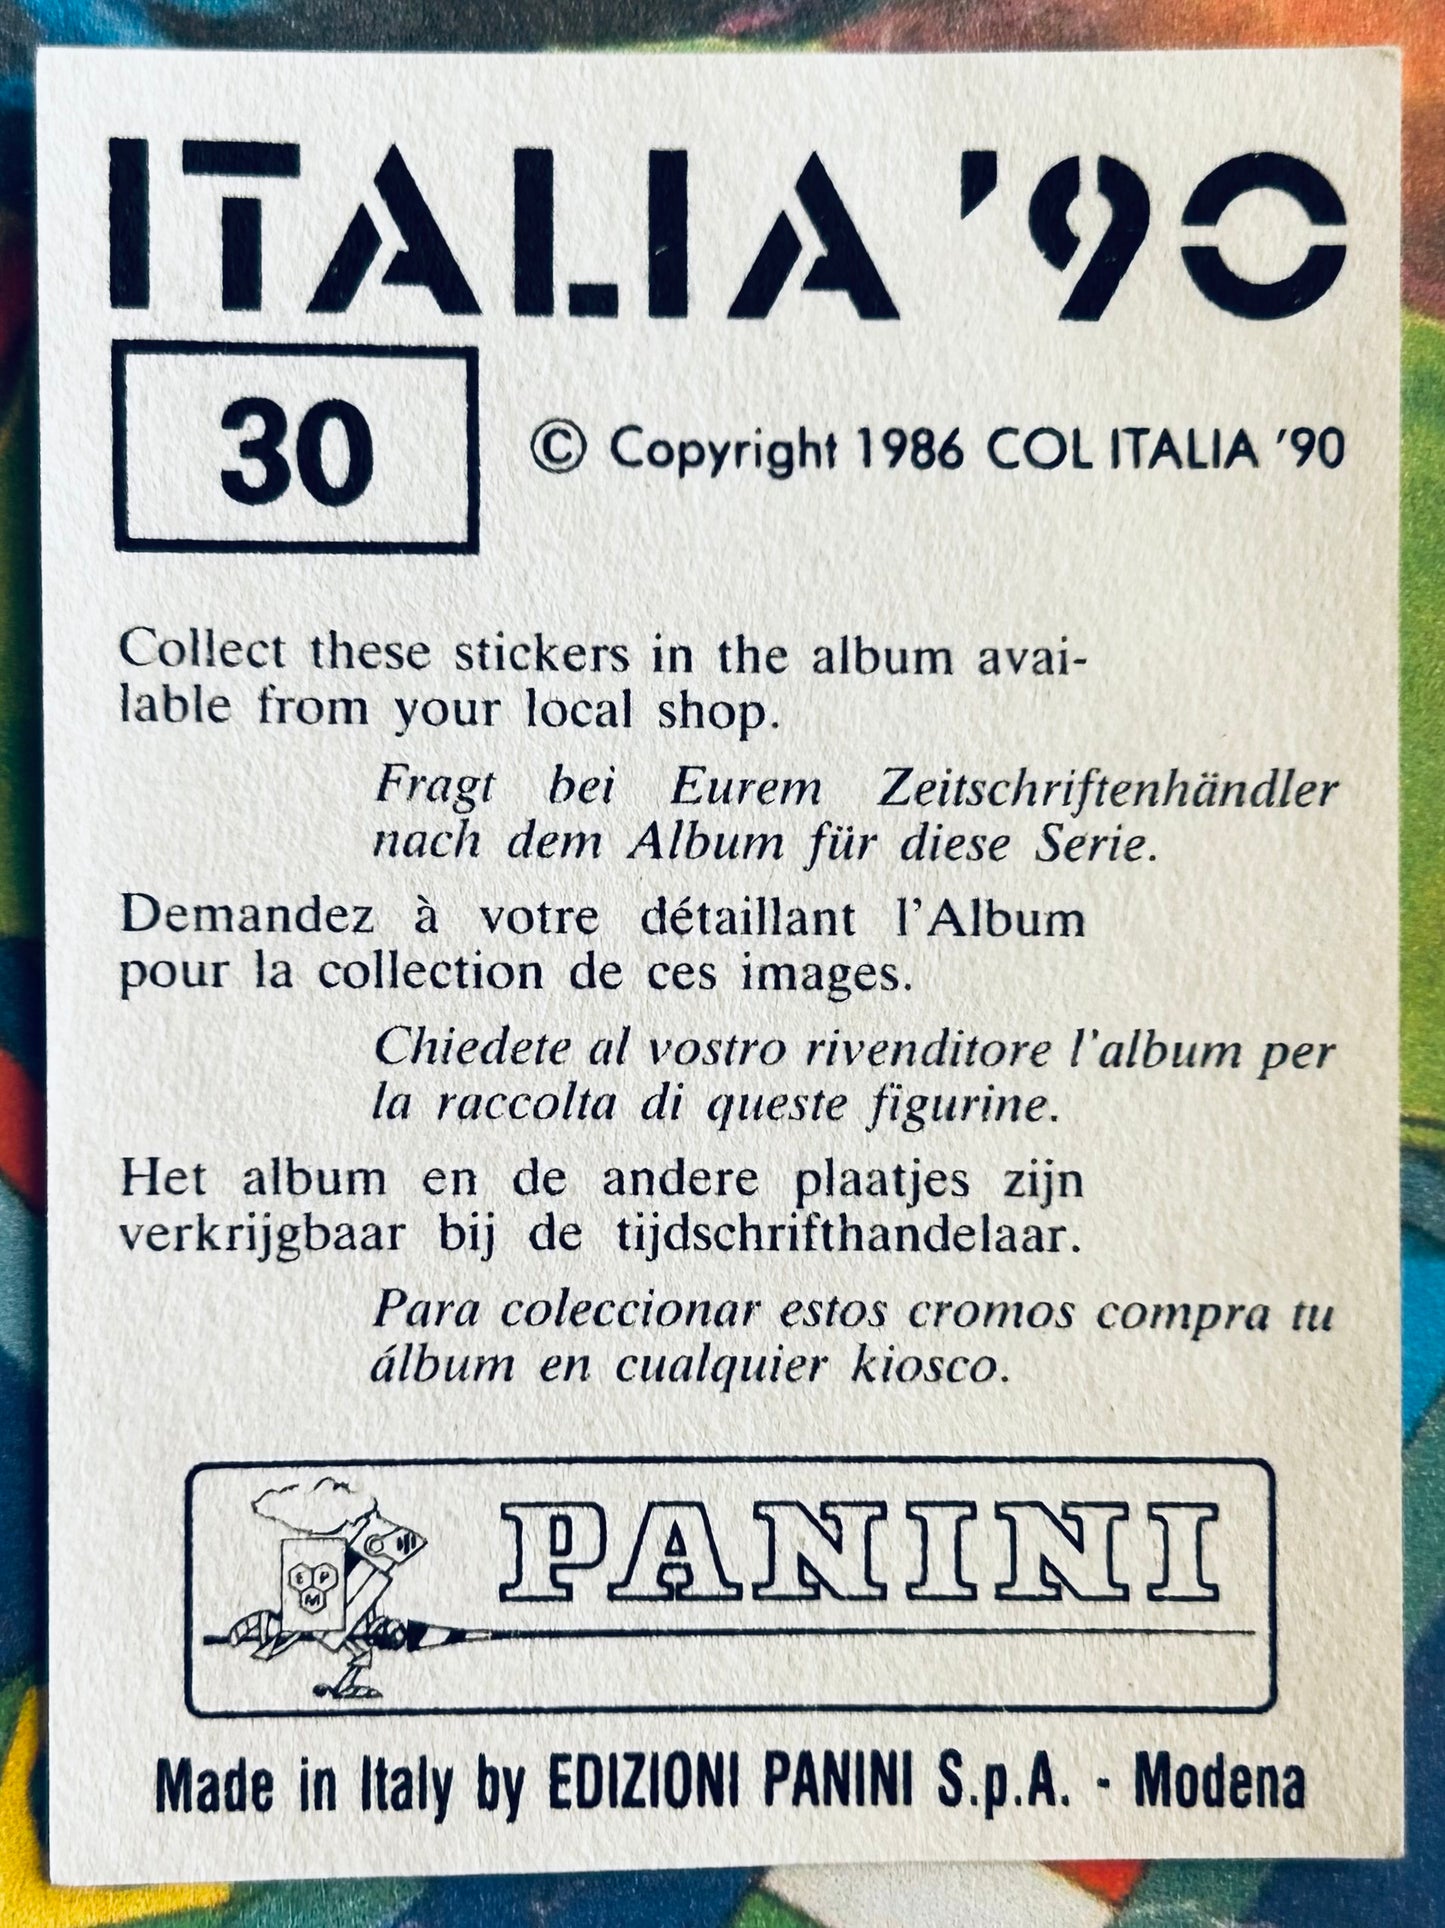 ITALIA '90
30
© Copyright 1986 COL ITALIA '90
Collect these stickers in the album avai-
lable from your local shop.
Fragt bei Eurem Zeitschriftenhändler
nach dem Album für diese Serie.
Demandez à votre détaillant l'Album
pour la collection de ces images.
Chiedete al vostro rivenditore l'album per
la raccolta di queste figurine.
Het album en de andere plaatjes zijn
verkrijgbaar bij de tijdschrifthandelaar.
Para coleccionar estos cromos compra tu
álbum en cualquier kiosco.
E P
M
PANINI
Made in Italy by EDIZIONI PANINI S.p.A. - Modena